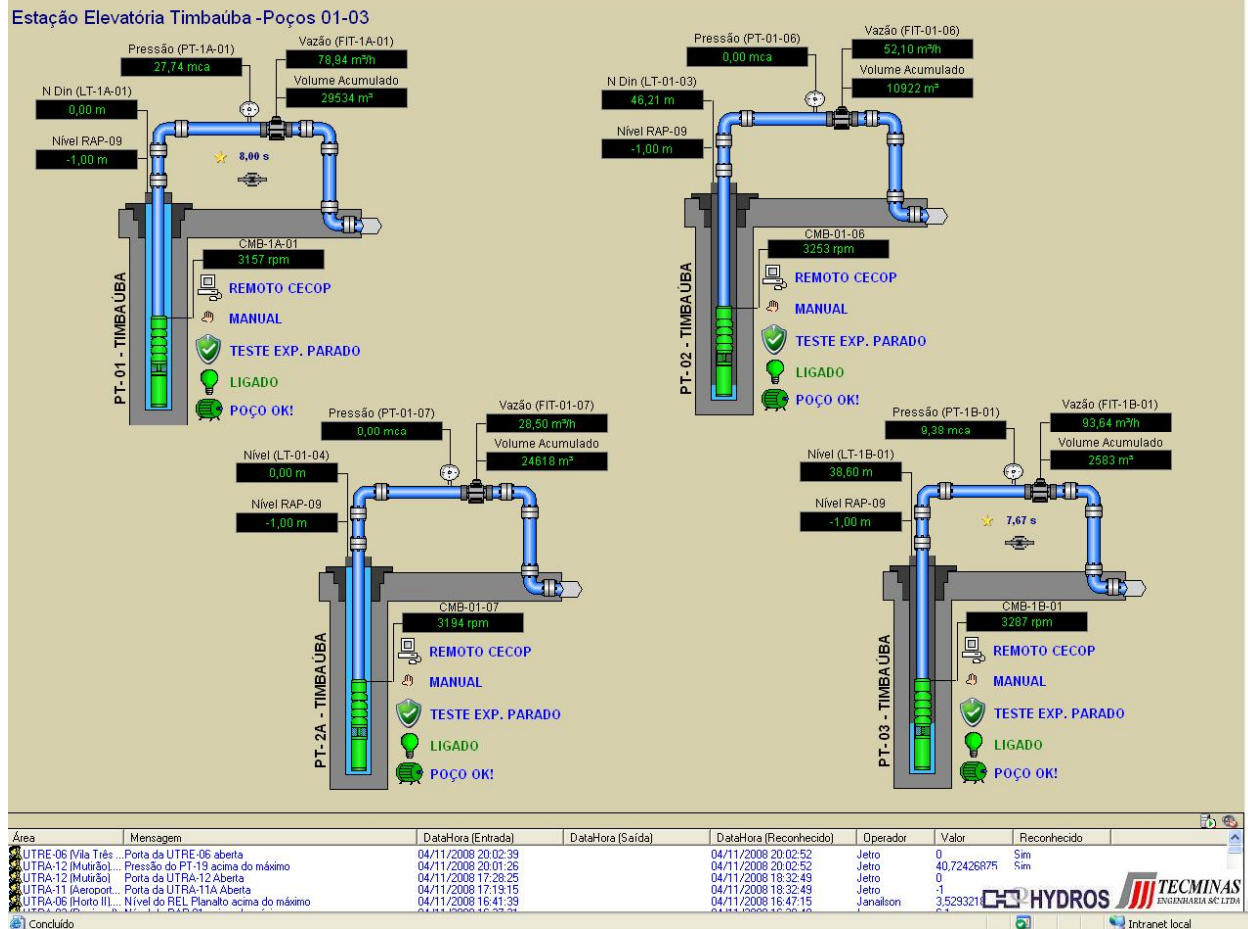 Estação Elevatória Timbaúba -Poços 01-03
Pressão (PT-1A-01)
27,74 mca
Vazão (FIT-1A-01)
78,94 m³/h
Volume Acumulado
29534 m³
N Din (LT-1A-01)
0,00 m
Nível RAP-09
-1,00 m
8,00 s
CMB-1A-01
3157 rpm
REMOTO CECOP
MANUAL
TESTE EXP. PARADO
LIGADO
POÇO OK!
PT- 01 - TIMBAÚBA
Pressão (PT-01-06)
0,00 mca
Vazão (FIT-01-06)
52,10 m³/h
Volume Acumulado
10922 m³
N Din (LT-01-03)
46,21 m
Nível RAP-09
-1,00 m
CMB-01-06
3253 rpm
REMOTO CECOP
MANUAL
TESTE EXP. PARADO
LIGADO
POÇO OK!
PT- 02 - TIMBAÚBA
Pressão (PT-01-07)
0,00 mca
Vazão (FIT-01-07)
28,50 m³/h
Volume Acumulado
24618 m³
Nível (LT-01-04)
0,00 m
Nível RAP-09
-1,00 m
CMB-01-07
3194 rpm
REMOTO CECOP
MANUAL
TESTE EXP. PARADO
LIGADO
POÇO OK!
PT- 2A - TIMBAÚBA
Pressão (PT-1B-01)
9,38 mca
Vazão (FIT-1B-01)
93,64 m³/h
Volume Acumulado
2583 m³
Nível (LT-1B-01)
38,60 m
Nível RAP-09
-1,00 m
7,67 s
CMB-1B-01
3287 rpm
REMOTO CECOP
MANUAL
TESTE EXP. PARADO
LIGADO
POÇO OK!
PT- 03 - TIMBAÚBA
Área Mensagem DataHora (Entrada) DataHora (Saída) DataHora (Reconhecido) Operador Valor Reconhecido
UTRE-06 (Vila Três ... Porta da UTRE-06 aberta 04/11/2008 20:02:39 04/11/2008 20:02:52 Jetro 0 Sim
UTRA-12 (Mutirão)... Pressão do PT-19 acima do máximo 04/11/2008 20:01:26 04/11/2008 20:02:52 Jetro 40,72426875 Sim
UTRA-12 (Mutirão) Porta da UTRA-12 Aberta 04/11/2008 17:28:25 04/11/2008 18:32:49 Jetro 0
UTRA-11 (Aeroport... Porta da UTRA-11A Aberta 04/11/2008 17:19:15 04/11/2008 18:32:49 Jetro -1
UTRA-06 (Horto II)... Nível do REL Planalto acima do máximo 04/11/2008 16:41:39 04/11/2008 16:47:15 Janailson 3,5293218
HYDROS
TECMINAS
ENGENHARIA S/C LTDA
Concluído Intranet local